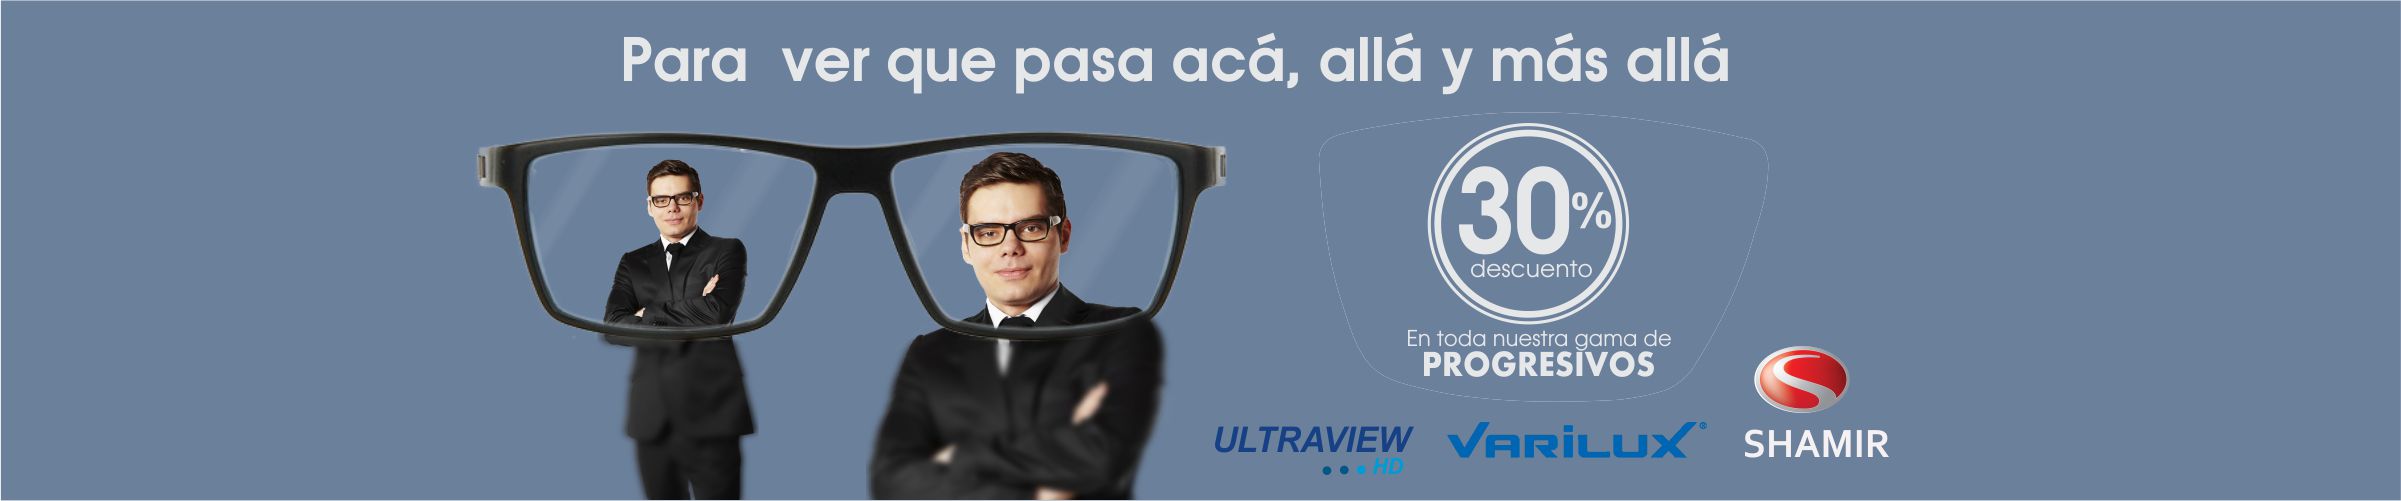 Para ver que pasa acá, allá y más allá
30%
descuento
En toda nuestra gama de
PROGRESIVOS
ULTRAVIEW
HD
VARILUX®
SHAMIR